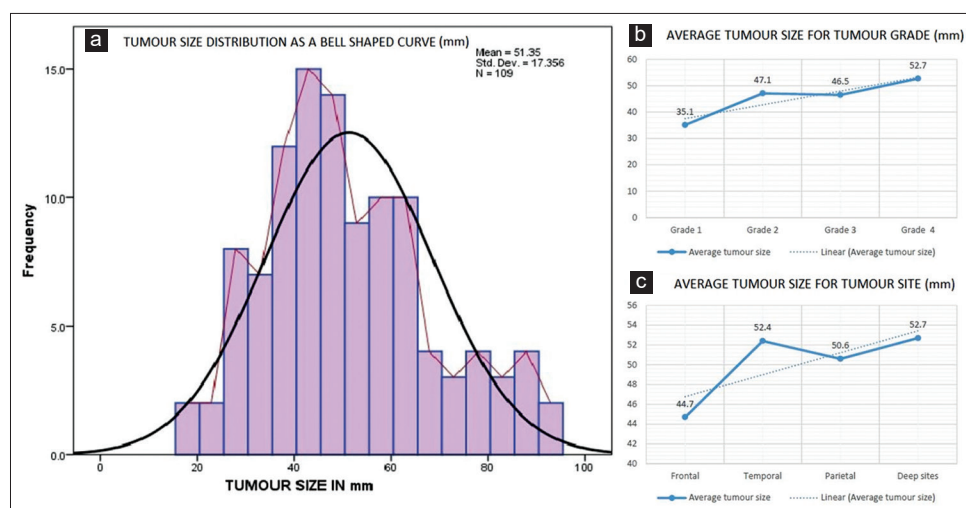 a
TUMOUR SIZE DISTRIBUTION AS A BELL SHAPED CURVE (mm)
Mean = 51.35
Std. Dev. = 17.356
N = 109
15.0
10.0
5.0
0.0
Frequency
0 20 40 60 80 100
TUMOUR SIZE IN mm
b
AVERAGE TUMOUR SIZE FOR TUMOUR GRADE (mm)
60
50
40
30
20
10
0
35.1
47.1
46.5
52.7
Grade 1 Grade 2 Grade 3 Grade 4
Average tumour size Linear (Average tumour size)
c
AVERAGE TUMOUR SIZE FOR TUMOUR SITE (mm)
56
54
52
50
48
46
44
42
40
44.7
52.4
50.6
52.7
Frontal Temporal Parietal Deep sites
Average tumour size Linear (Average tumour size)